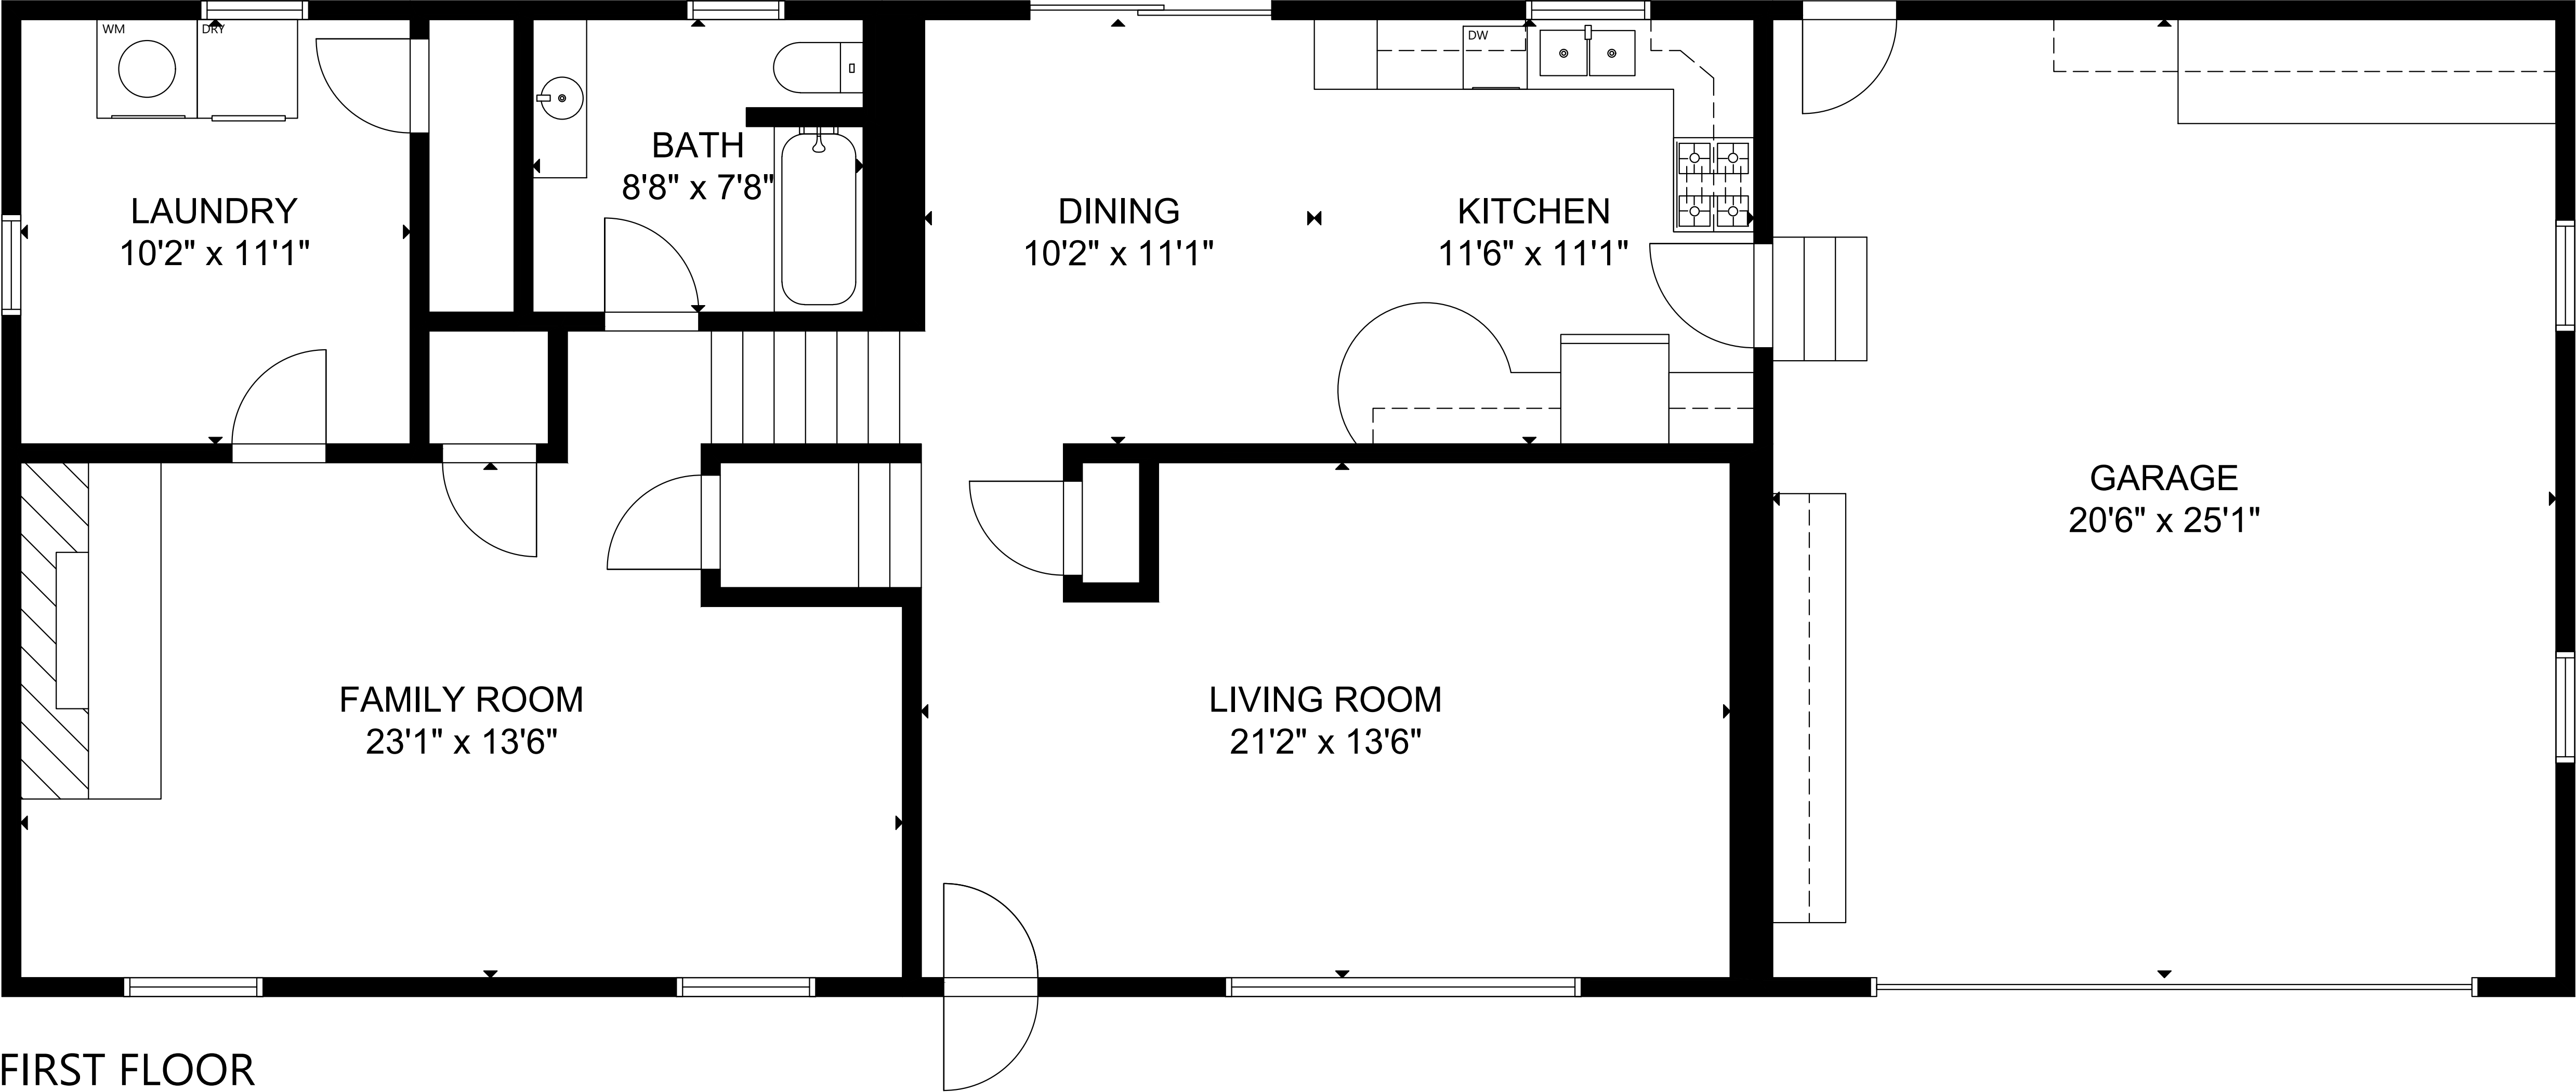 WM
DRY
DW
BATH
8'8" x 7'8"
LAUNDRY
10'2" x 11'1"
DINING
10'2" x 11'1"
KITCHEN
11'6" x 11'1"
GARAGE
20'6" x 25'1"
FAMILY ROOM
23'1" x 13'6"
LIVING ROOM
21'2" x 13'6"
FIRST FLOOR